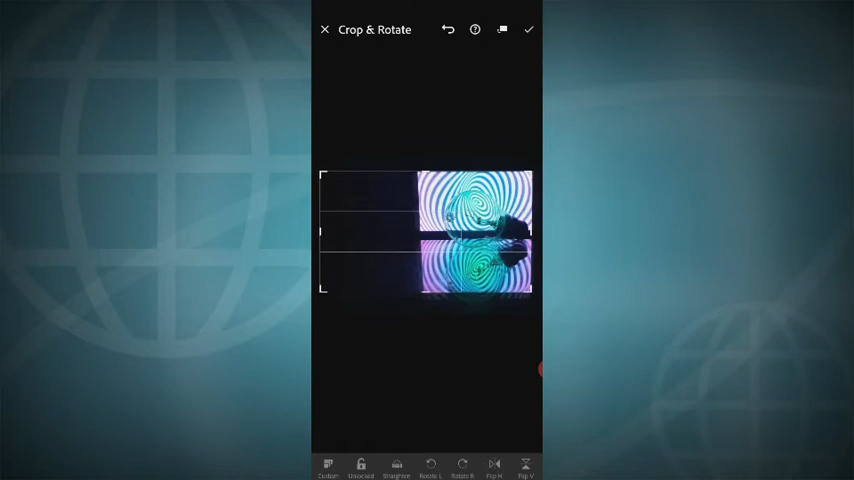 Crop & Rotate
Custom
Unlocked
Straighten
Rotate L
Rotate R
Flip H
Flip V